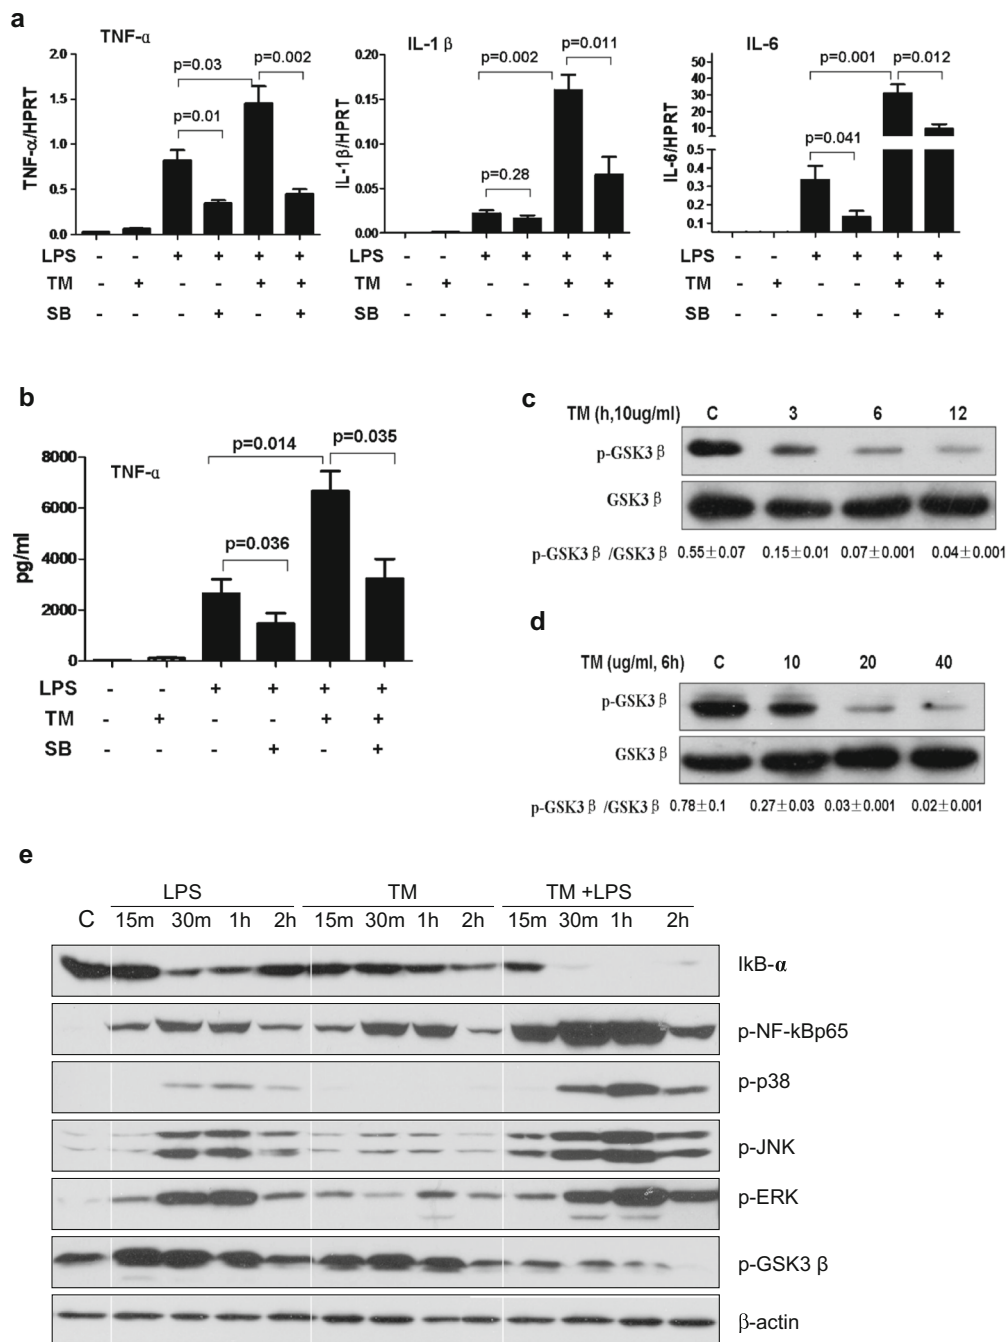 a
TNF-α
TNF-α/HPRT
2.0
1.5
1.0
0.5
0.0
p=0.03
p=0.002
p=0.01
IL-1 β
IL-1 β/HPRT
0.20
0.15
0.10
0.05
0.00
p=0.002
p=0.011
p=0.28
IL-6
IL-6/HPRT
50
40
30
20
10
0.5
0.4
0.3
0.2
0.1
p=0.001
p=0.012
p=0.041
LPS - - + + + + - - + + + + - - + + + +
TM - + - - + + - + - - + + - + - - + +
SB - - - + - + - - - + - + - - - + - +
b
TNF-α
pg/ml
8000
6000
4000
2000
0
p=0.014
p=0.035
p=0.036
LPS - - + + + +
TM - + - - + +
SB - - - + - +
c
TM (h,10ug/ml) C 3 6 12
p-GSK3 β
GSK3 β
p-GSK3 β /GSK3 β 0.55±0.07 0.15±0.01 0.07±0.001 0.04±0.001
d
TM (ug/ml, 6h) C 10 20 40
p-GSK3 β
GSK3 β
p-GSK3 β /GSK3 β 0.78±0.1 0.27±0.03 0.03±0.001 0.02±0.001
e
LPS TM TM +LPS
C 15m 30m 1h 2h 15m 30m 1h 2h 15m 30m 1h 2h
IkB-α
p-NF-kBp65
p-p38
p-JNK
p-ERK
p-GSK3 β
β-actin